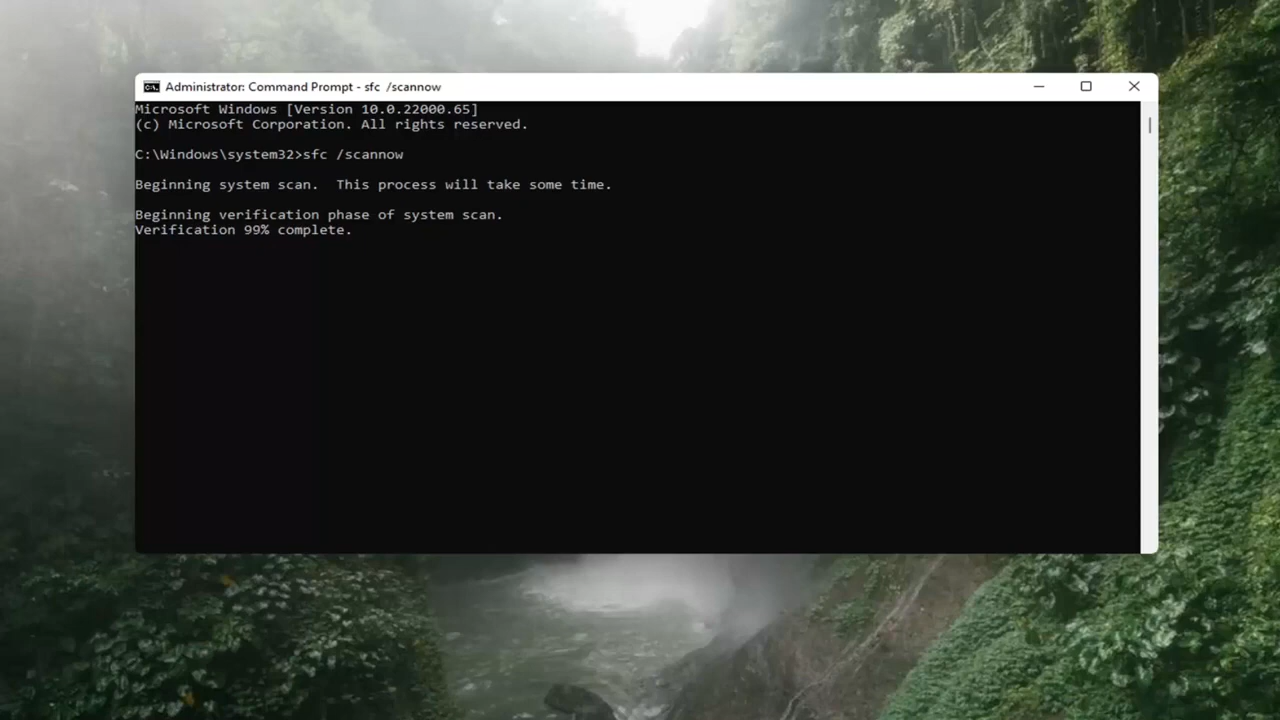 Administrator: Command Prompt - sfc /scannow
Microsoft Windows [Version 10.0.22000.65]
(c) Microsoft Corporation. All rights reserved.
C:\Windows\system32>sfc /scannow
Beginning system scan.  This process will take some time.
Beginning verification phase of system scan.
Verification 99% complete.